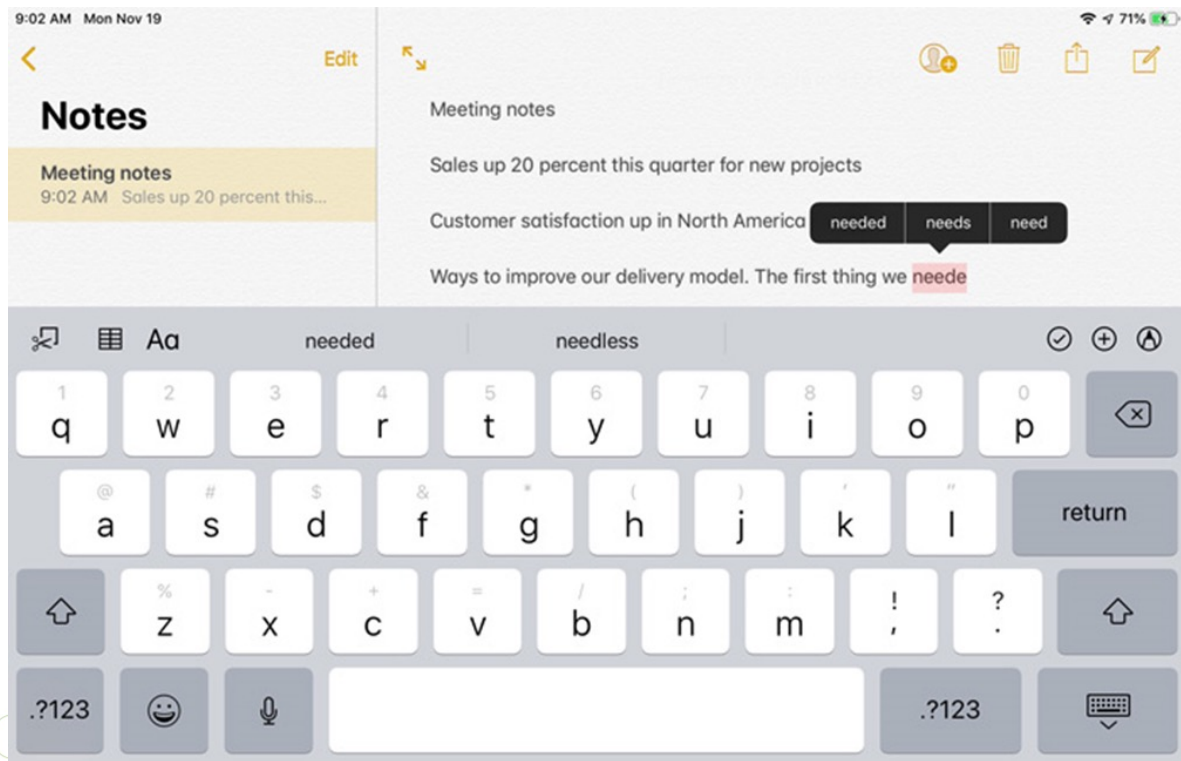 9:02 AM Mon Nov 19
71%
Edit
Notes
Meeting notes
9:02 AM Sales up 20 percent this...
Meeting notes
Sales up 20 percent this quarter for new projects
Customer satisfaction up in North America
needed needs need
Ways to improve our delivery model. The first thing we neede
Aa needed needless
1 2 3 4 5 6 7 8 9 0
q w e r t y u i o p
@ # $ & * ( ) ' "
a s d f g h j k l return
% - + = / ; : ! ?
z x c v b n m , .
.?123 .?123